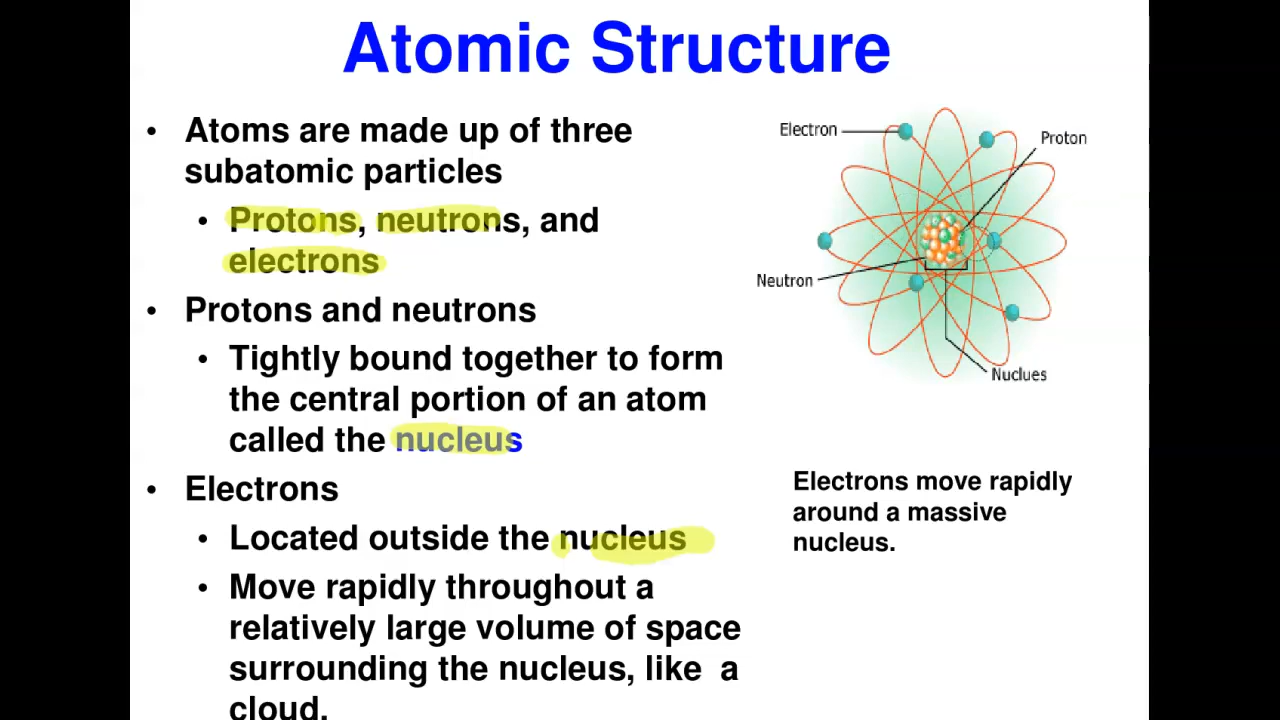 Atomic Structure
• Atoms are made up of three
subatomic particles
• Protons, neutrons, and
electrons
• Protons and neutrons
• Tightly bound together to form
the central portion of an atom
called the nucleus
• Electrons
• Located outside the nucleus
• Move rapidly throughout a
relatively large volume of space
surrounding the nucleus, like a
cloud.
Electron
Proton
Neutron
Nuclues
Electrons move rapidly
around a massive
nucleus.